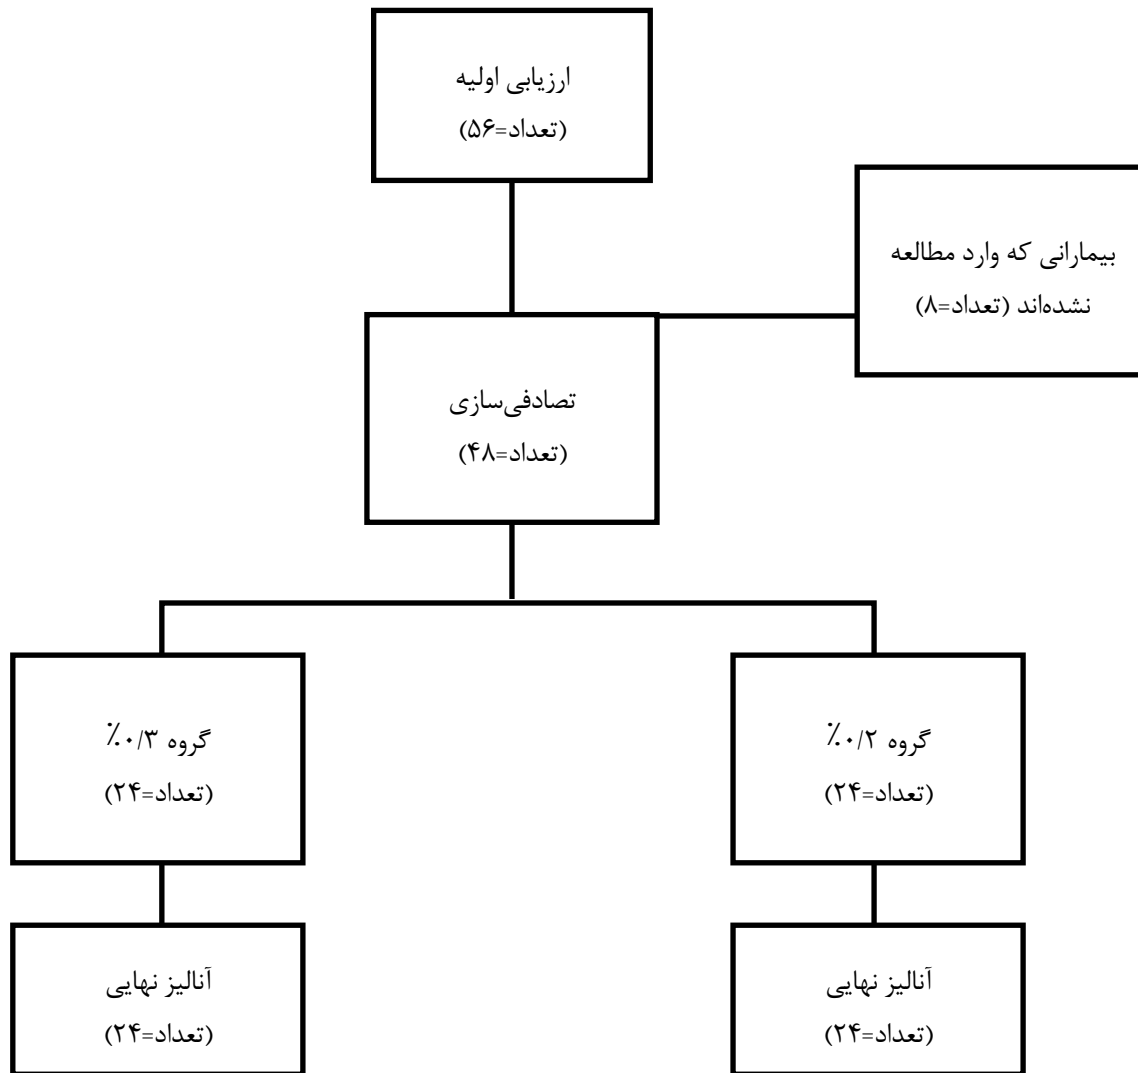 ارزیابی اولیه
(تعداد=۵۶)
بیمارانی که وارد مطالعه
نشده‌اند (تعداد=۸)
تصادفی‌سازی
(تعداد=۴۸)
گروه ۰/۲٪
(تعداد=۲۴)
گروه ۰/۳٪
(تعداد=۲۴)
آنالیز نهایی
(تعداد=۲۴)
آنالیز نهایی
(تعداد=۲۴)